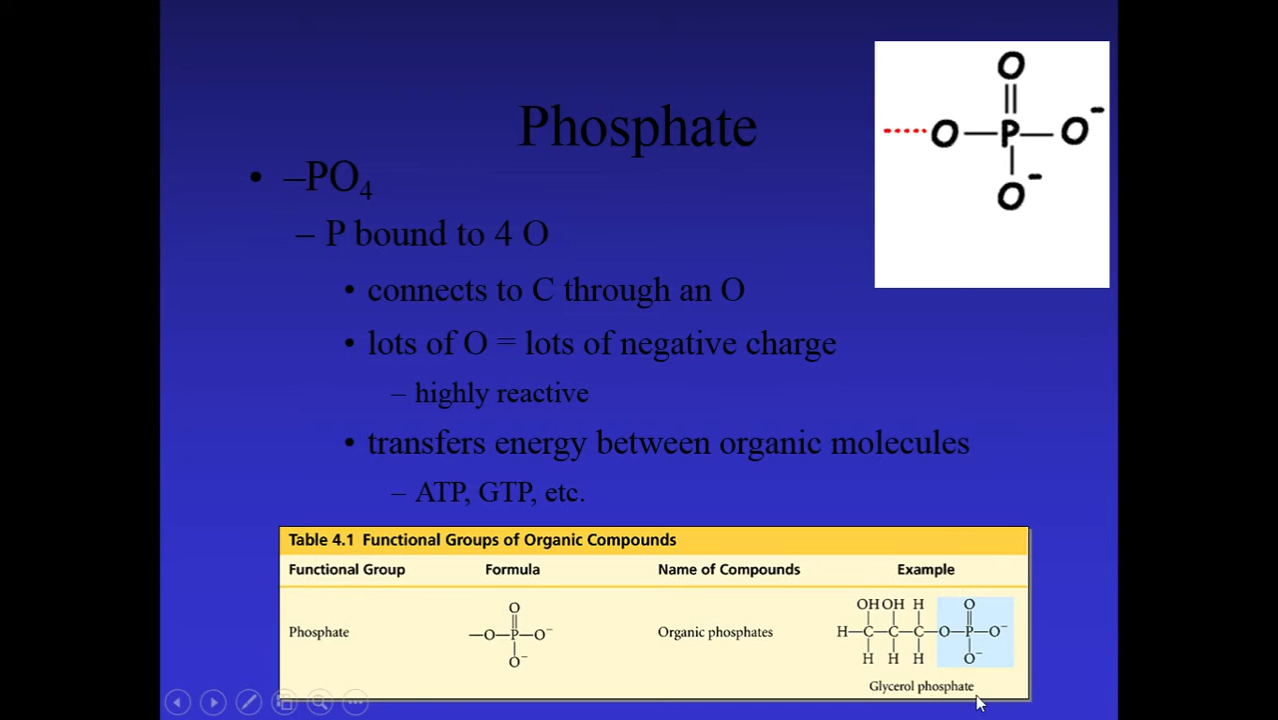 Phosphate
• –PO₄
– P bound to 4 O
• connects to C through an O
• lots of O = lots of negative charge
– highly reactive
• transfers energy between organic molecules
– ATP, GTP, etc.
O
O—P—O⁻
O⁻
Table 4.1 Functional Groups of Organic Compounds
Functional Group Formula Name of Compounds Example
O
—O—P—O⁻
O⁻
Phosphate Organic phosphates
OH OH H O
H—C—C—C—O—P—O⁻
H H H O⁻
Glycerol phosphate